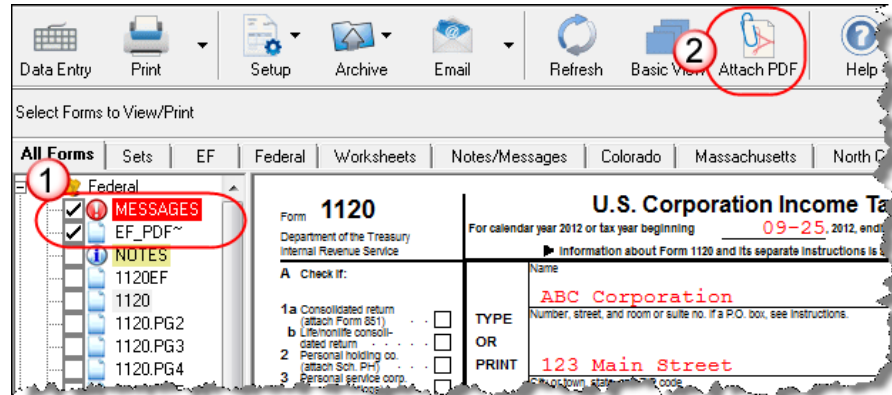 Data Entry Print Setup Archive Email Refresh Basic View Attach PDF Help
2
Select Forms to View/Print
All Forms Sets EF Federal Worksheets Notes/Messages Colorado Massachusetts North
1
Federal
MESSAGES
EF_PDF~
NOTES
1120EF
1120
1120.PG2
1120.PG3
1120.PG4
Form 1120
Department of the Treasury
Internal Revenue Service
U.S. Corporation Income
For calendar year 2012 or tax year beginning 09-25, 2012,
Information about Form 1120 and its separate instructions is
A Check if:
1a Consolidated return
(attach Form 851)
b Life/nonlife consoli-
dated return
2 Personal holding co.
(attach Sch. PH)
3 Personal service corp.
TYPE
OR
PRINT
Name
ABC Corporation
Number, street, and room or suite no. If a P.O. box, see instructions.
123 Main Street